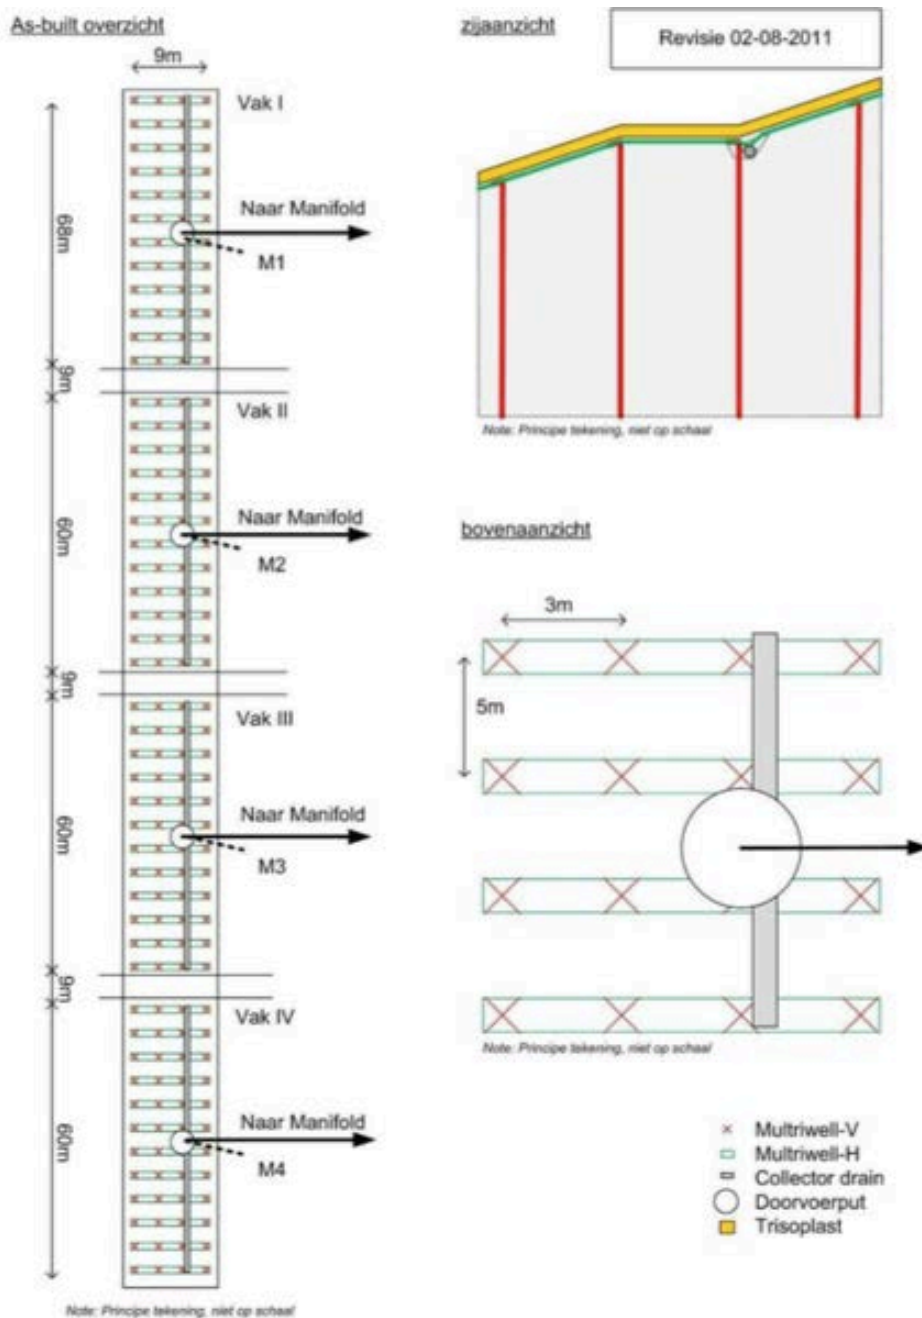 As-built overzicht
9m
Vak I
68m
Naar Manifold
M1
9m
Vak II
60m
Naar Manifold
M2
9m
Vak III
60m
Naar Manifold
M3
9m
Vak IV
60m
Naar Manifold
M4
Note: Principe tekening, niet op schaal
zijaanzicht
Revisie 02-08-2011
Note: Principe tekening, niet op schaal
bovenaanzicht
3m
5m
Note: Principe tekening, niet op schaal
Multriwell-V
Multriwell-H
Collector drain
Doorvoerput
Trisoplast